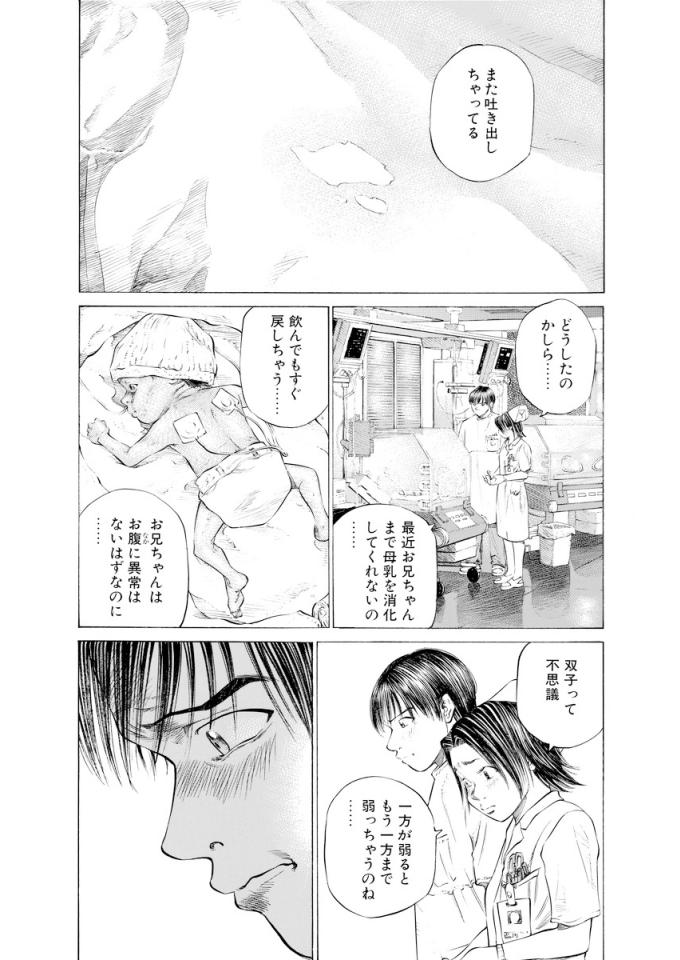 また吐き出し
ちゃってる
どうしたの
かしら……
最近お兄ちゃん
まで母乳を消化
してくれないの
……
飲んでもすぐ
戻しちゃう……
お兄ちゃんは
お腹に異常は
ないはずなのに
……
双子って
不思議
一方が弱ると
もう一方まで
弱っちゃうのね
……